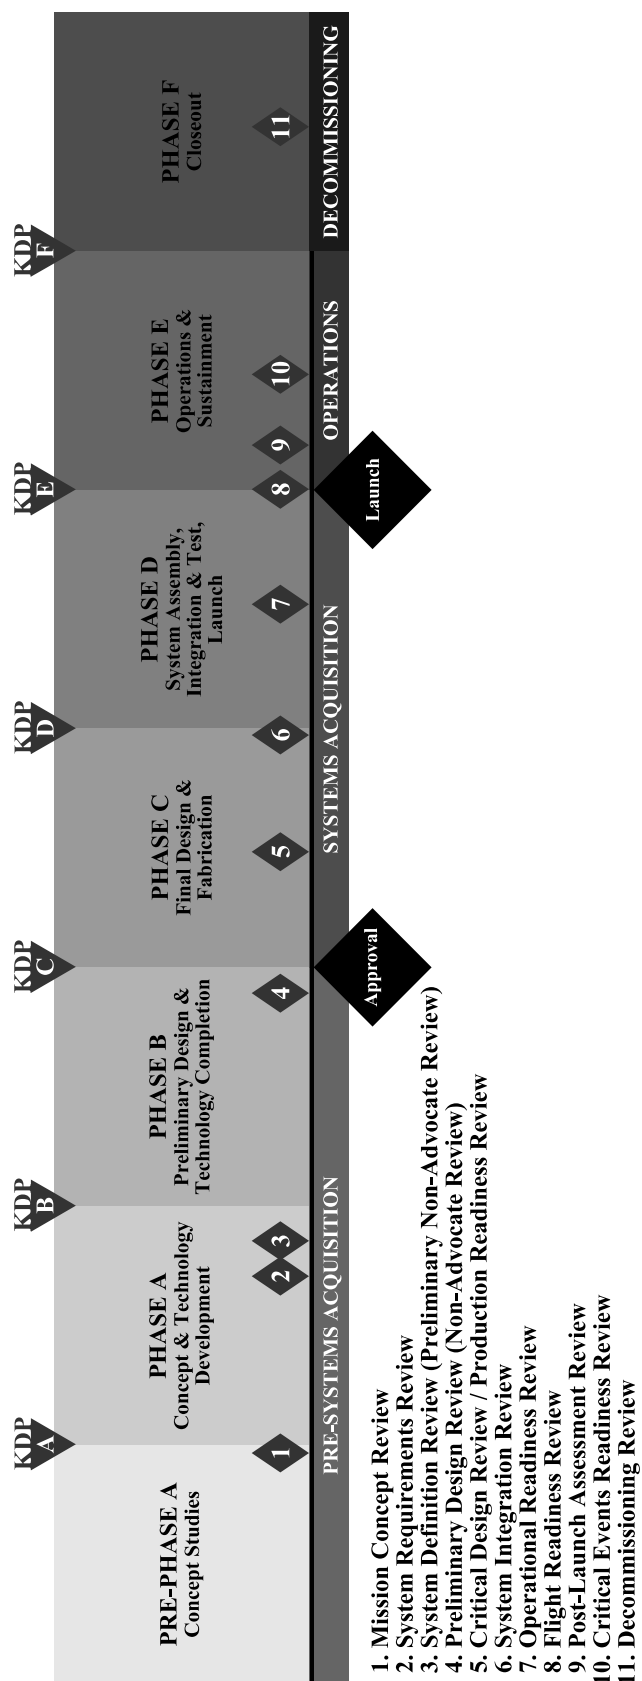 KDP
A
KDP
B
KDP
C
KDP
D
KDP
E
KDP
F
PRE-PHASE A
Concept Studies
PHASE A
Concept & Technology
Development
PHASE B
Preliminary Design &
Technology Completion
PHASE C
Final Design &
Fabrication
PHASE D
System Assembly,
Integration & Test,
Launch
PHASE E
Operations &
Sustainment
PHASE F
Closeout
1
2
3
4
5
6
7
8
9
10
11
PRE-SYSTEMS ACQUISITION
SYSTEMS ACQUISITION
OPERATIONS
DECOMMISSIONING
Approval
Launch
1. Mission Concept Review
2. System Requirements Review
3. System Definition Review (Preliminary Non-Advocate Review)
4. Preliminary Design Review (Non-Advocate Review)
5. Critical Design Review / Production Readiness Review
6. System Integration Review
7. Operational Readiness Review
8. Flight Readiness Review
9. Post-Launch Assessment Review
10. Critical Events Readiness Review
11. Decommissioning Review